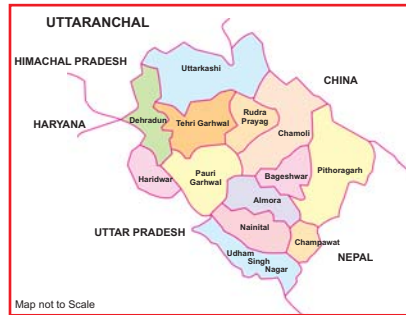 UTTARANCHAL
HIMACHAL PRADESH
Uttarkashi
CHINA
HARYANA
Dehradun
Tehri Garhwal
Rudra
Prayag
Chamoli
Haridwar
Pauri
Garhwal
Bageshwar
Pithoragarh
Almora
UTTAR PRADESH
Nainital
Champawat
Udham
Singh
Nagar
NEPAL
Map not to Scale